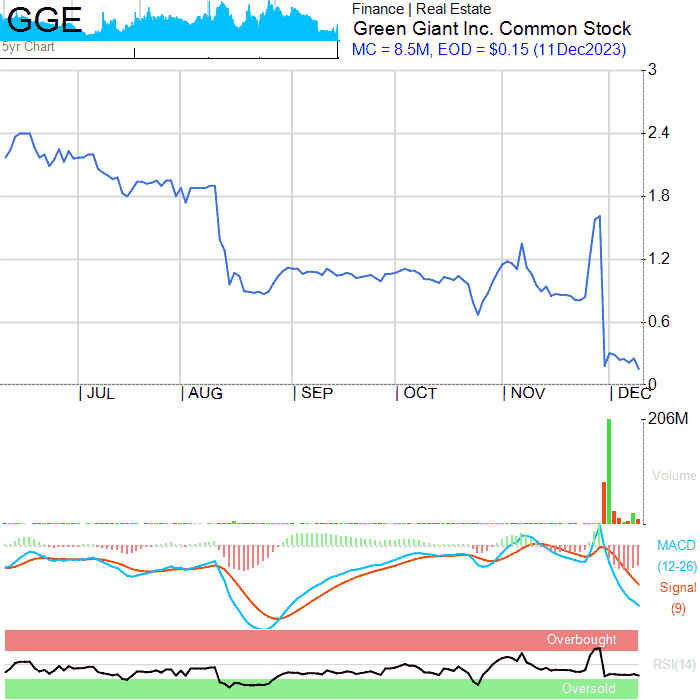 GGE
5yr Chart
Finance | Real Estate
Green Giant Inc. Common Stock
MC = 8.5M, EOD = $0.15 (11Dec2023)
3
2.4
1.8
1.2
0.6
0
| JUL | AUG | SEP | OCT | NOV | DEC
206M
Volume
MACD
(12-26)
Signal
(9)
Overbought
RSI(14)
Oversold